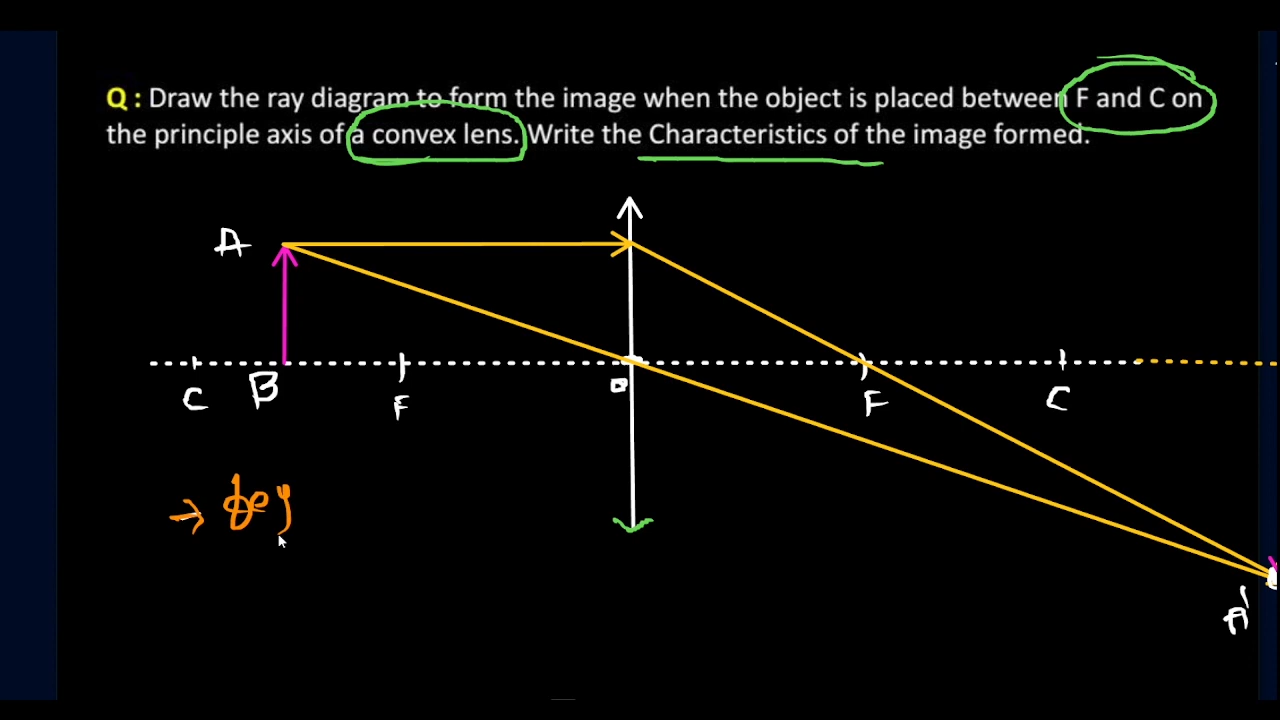 Q : Draw the ray diagram to form the image when the object is placed between F and C on
the principle axis of a convex lens. Write the Characteristics of the image formed.
A
C B F O F C
A'